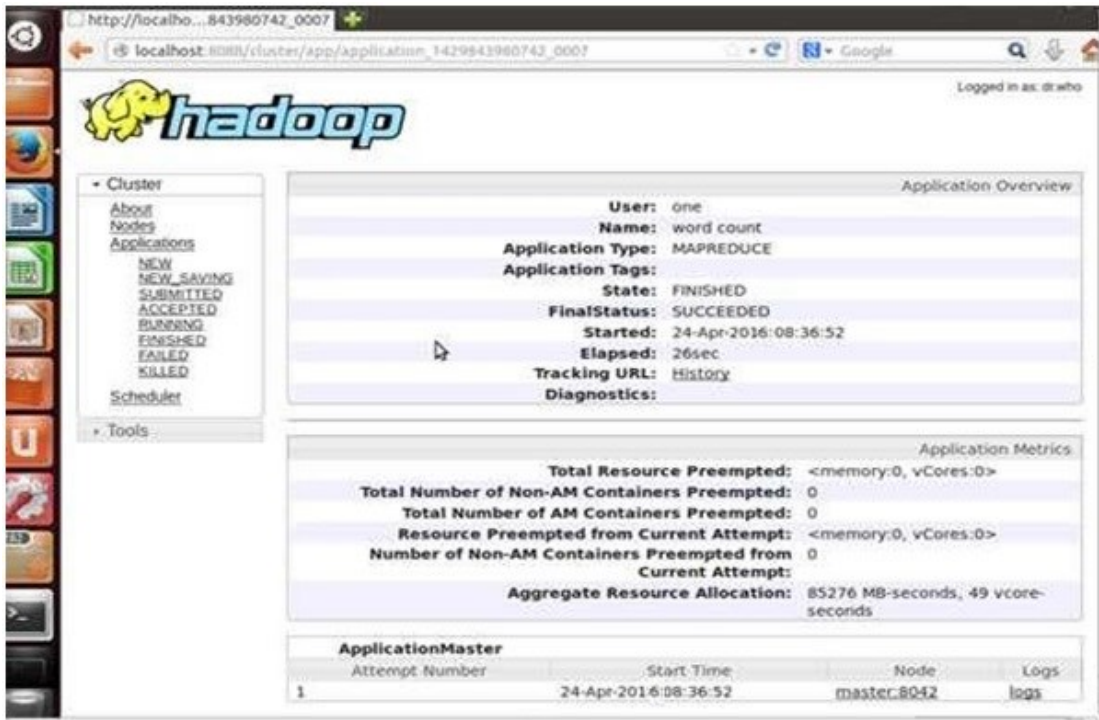 http://localho...843980742_0007
localhost:8088/cluster/app/application_1429843980742_0007
Google
Logged in as: dr.who
hadoop
Cluster
About
Nodes
Applications
NEW
NEW_SAVING
SUBMITTED
ACCEPTED
RUNNING
FINISHED
FAILED
KILLED
Scheduler
Tools
Application Overview
User: one
Name: word count
Application Type: MAPREDUCE
Application Tags:
State: FINISHED
FinalStatus: SUCCEEDED
Started: 24-Apr-2016:08:36:52
Elapsed: 26sec
Tracking URL: History
Diagnostics:
Application Metrics
Total Resource Preempted: <memory:0, vCores:0>
Total Number of Non-AM Containers Preempted: 0
Total Number of AM Containers Preempted: 0
Resource Preempted from Current Attempt: <memory:0, vCores:0>
Number of Non-AM Containers Preempted from 0
Current Attempt:
Aggregate Resource Allocation: 85276 MB-seconds, 49 vcore-
seconds
ApplicationMaster
Attempt Number Start Time Node Logs
1 24-Apr-2016:08:36:52 master:8042 logs